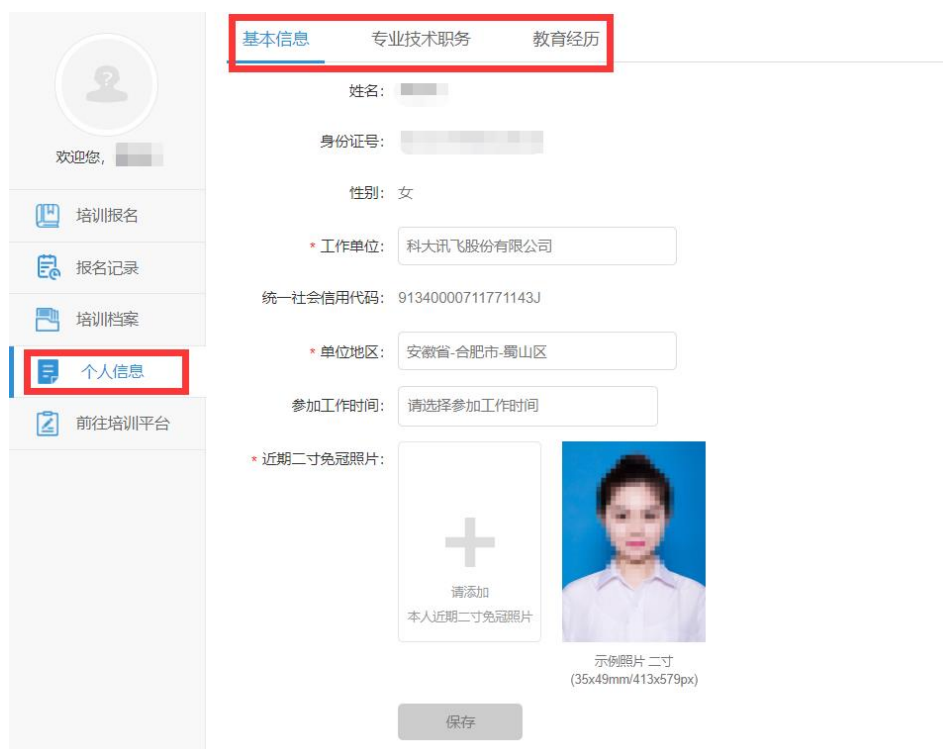 基本信息 专业技术职务 教育经历
欢迎您,
培训报名
报名记录
培训档案
个人信息
前往培训平台
姓名:
身份证号:
性别: 女
* 工作单位: 科大讯飞股份有限公司
统一社会信用代码: 91340000711771143J
* 单位地区: 安徽省-合肥市-蜀山区
参加工作时间: 请选择参加工作时间
* 近期二寸免冠照片:
请添加
本人近期二寸免冠照片
示例照片 二寸
(35x49mm/413x579px)
保存